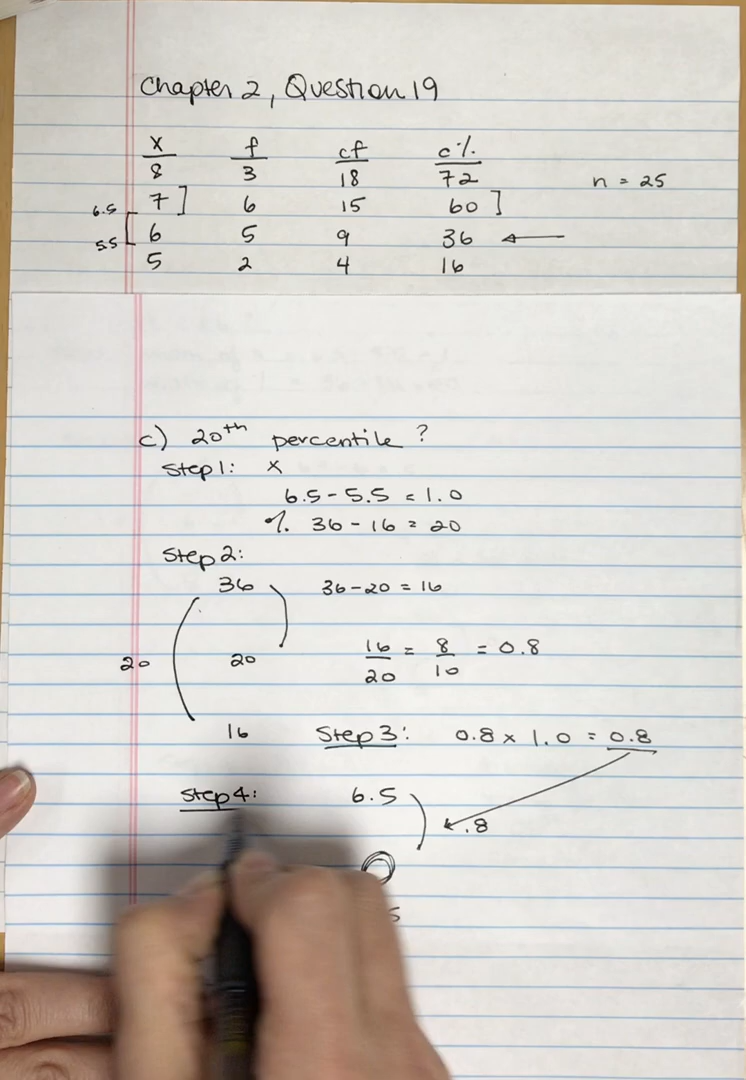 Chapter 2, Question 19
x f cf c%
8 3 18 72 n = 25
6.5 7 ] 6 15 60 ]
5.5 [ 6 5 9 36 ←
5 2 4 16
c) 20th percentile ?
Step 1: x
6.5 - 5.5 = 1.0
% 36 - 16 = 20
Step 2:
36 36 - 20 = 16
20 20 16/20 = 8/10 = 0.8
16 Step 3: 0.8 x 1.0 = 0.8
Step 4: 6.5
.8